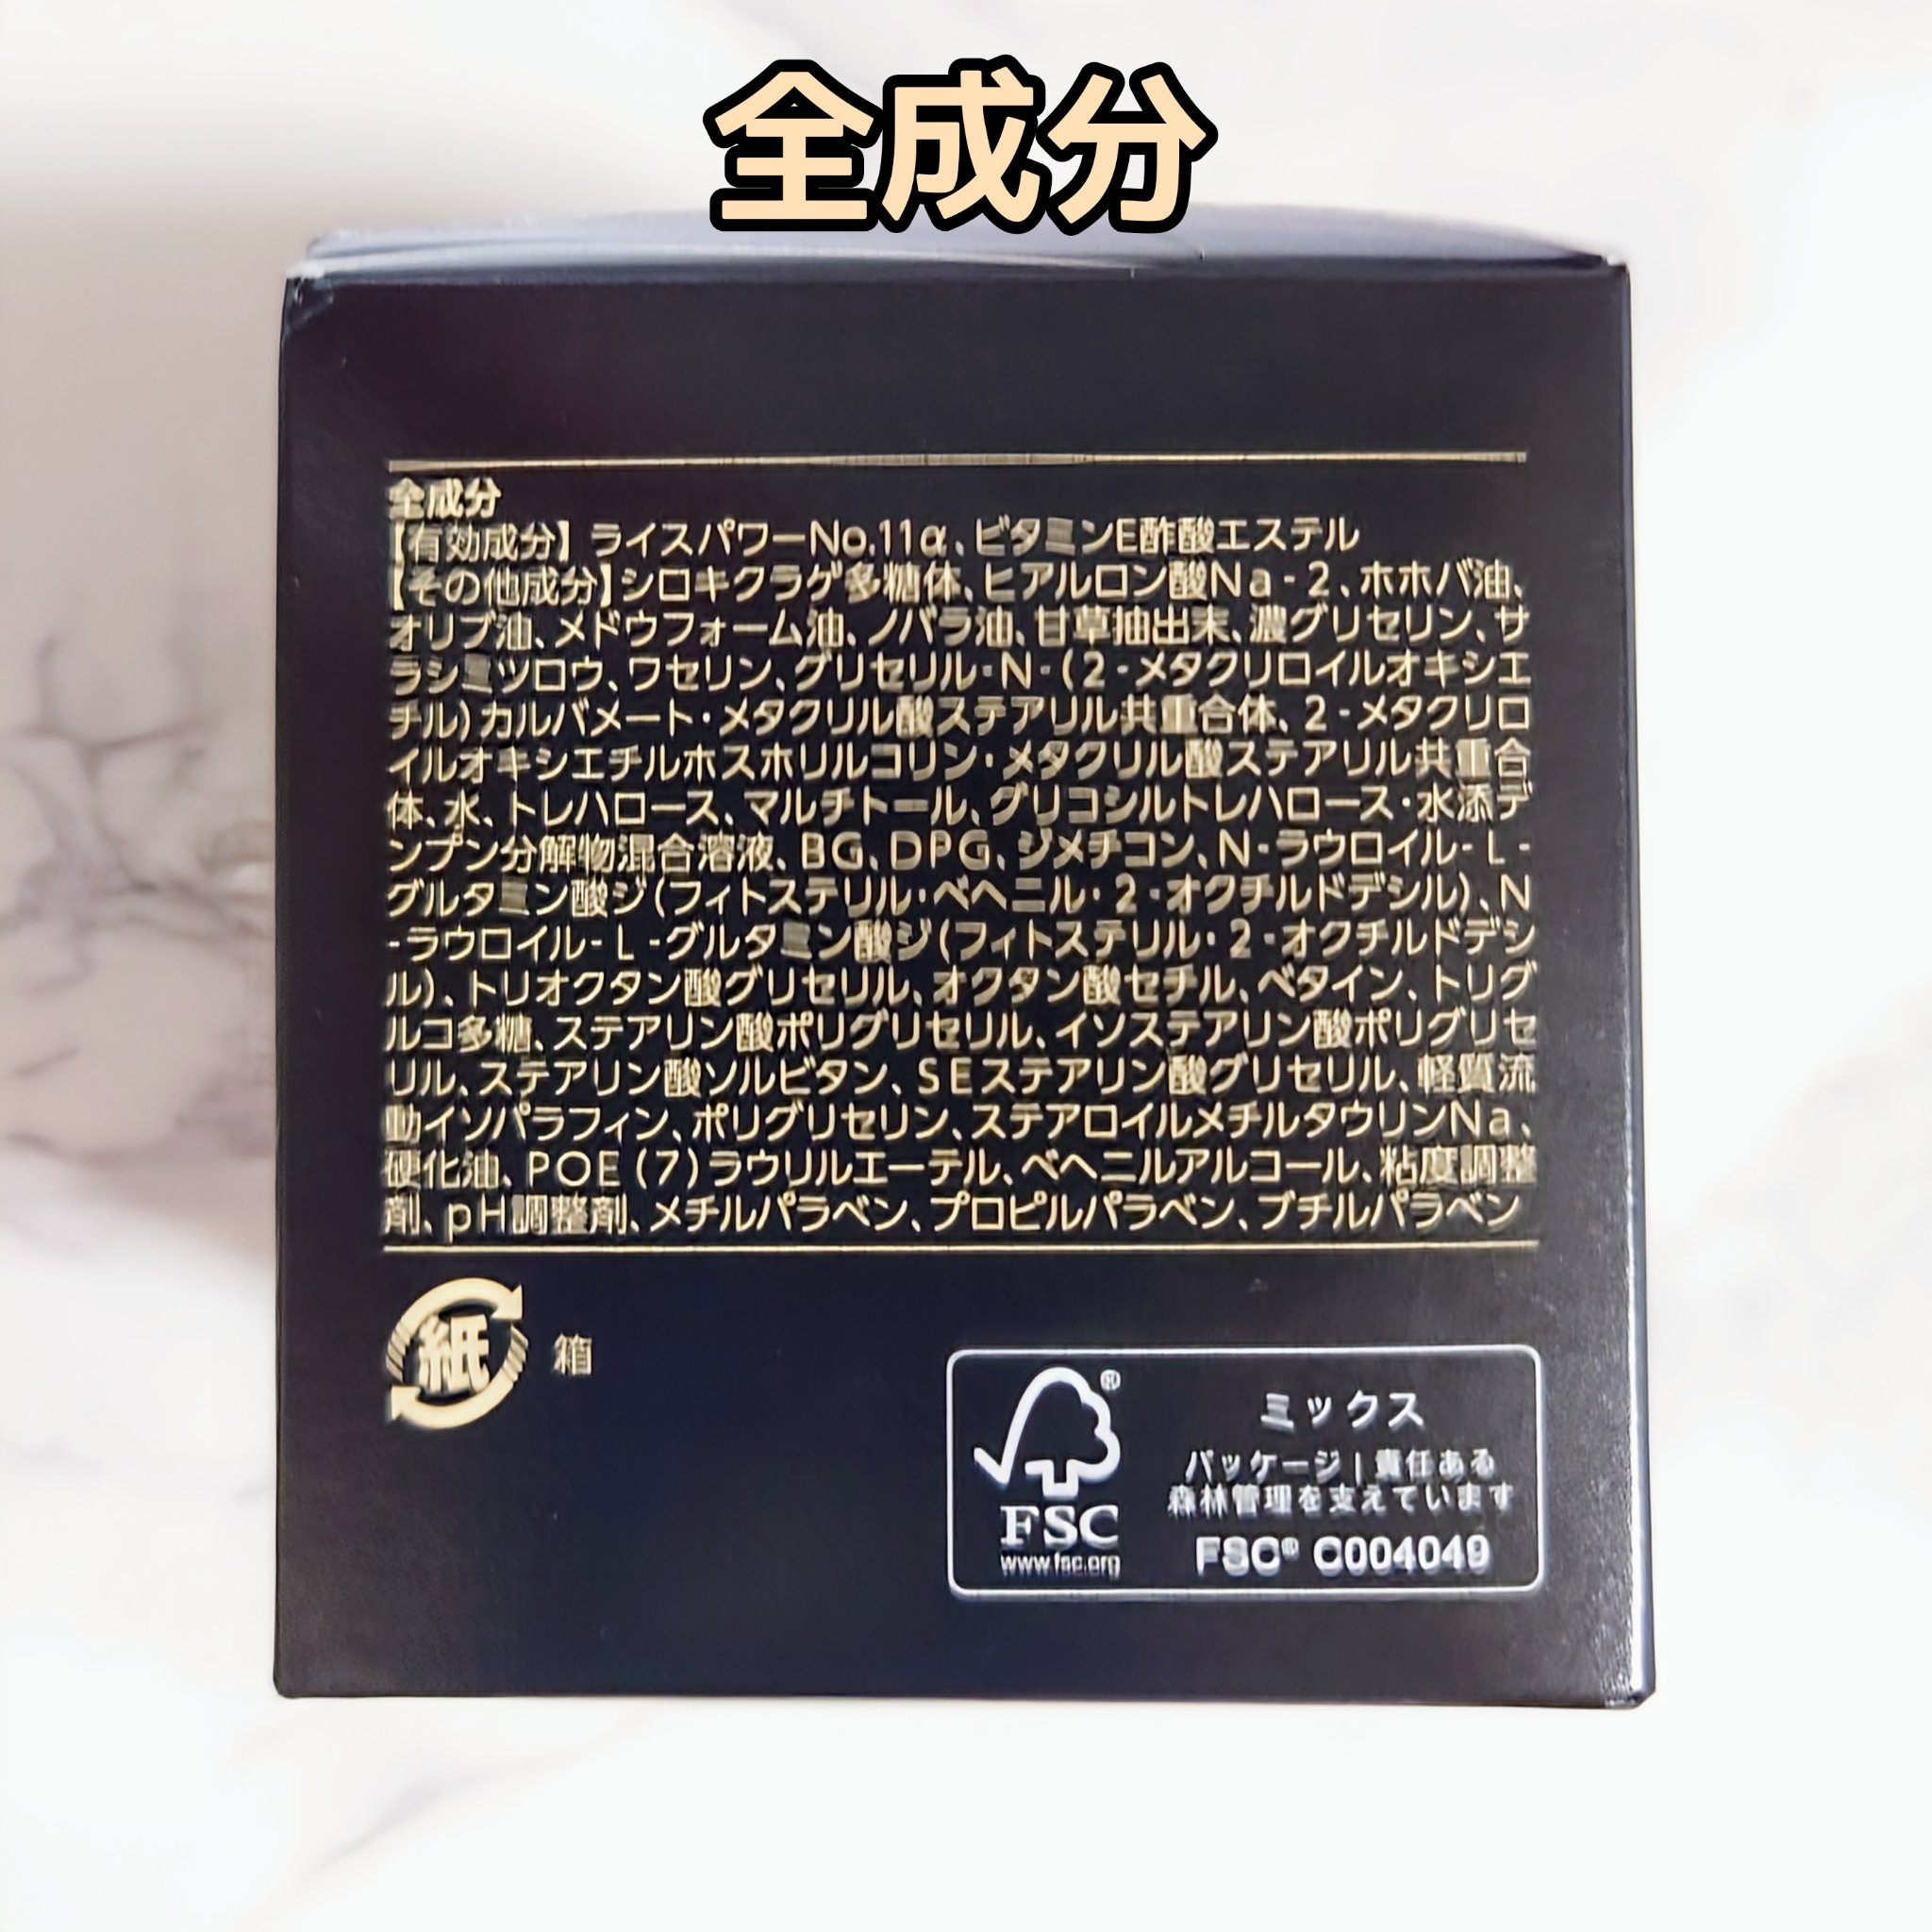 全成分
全成分
【有効成分】ライスパワーNo.11α、ビタミンE酢酸エステル
【その他成分】シロキクラゲ多糖体、ヒアルロン酸Na-2、ホホバ油、
オリブ油、メドウフォーム油、ノバラ油、甘草抽出末、濃グリセリン、サ
ラシミツロウ、ワセリン、グリセリル-N-(2-メタクリロイルオキシエ
チル)カルバメート・メタクリル酸ステアリル共重合体、2-メタクリロ
イルオキシエチルホスホリルコリン・メタクリル酸ステアリル共重合
体、水、トレハロース、マルチトール、グリコシルトレハロース・水添デ
ンプン分解物混合溶液、BG、DPG、ジメチコン、N-ラウロイル-L-
グルタミン酸ジ(フィトステリル・ベヘニル・2-オクチルドデシル)、N
-ラウロイル-L-グルタミン酸ジ(フィトステリル・2-オクチルドデシ
ル)、トリオクタン酸グリセリル、オクタン酸セチル、ベタイン、トリグ
ルコ多糖、ステアリン酸ポリグリセリル、イソステアリン酸ポリグリセ
リル、ステアリン酸ソルビタン、SEステアリン酸グリセリル、軽質流
動イソパラフィン、ポリグリセリン、ステアロイルメチルタウリンNa、
硬化油、POE(7)ラウリルエーテル、ベヘニルアルコール、粘度調整
剤、pH調整剤、メチルパラベン、プロピルパラベン、ブチルパラベン
紙 箱
ミックス
パッケージ|責任ある
森林管理を支えています
FSC® C004049
®
FSC
www.fsc.org